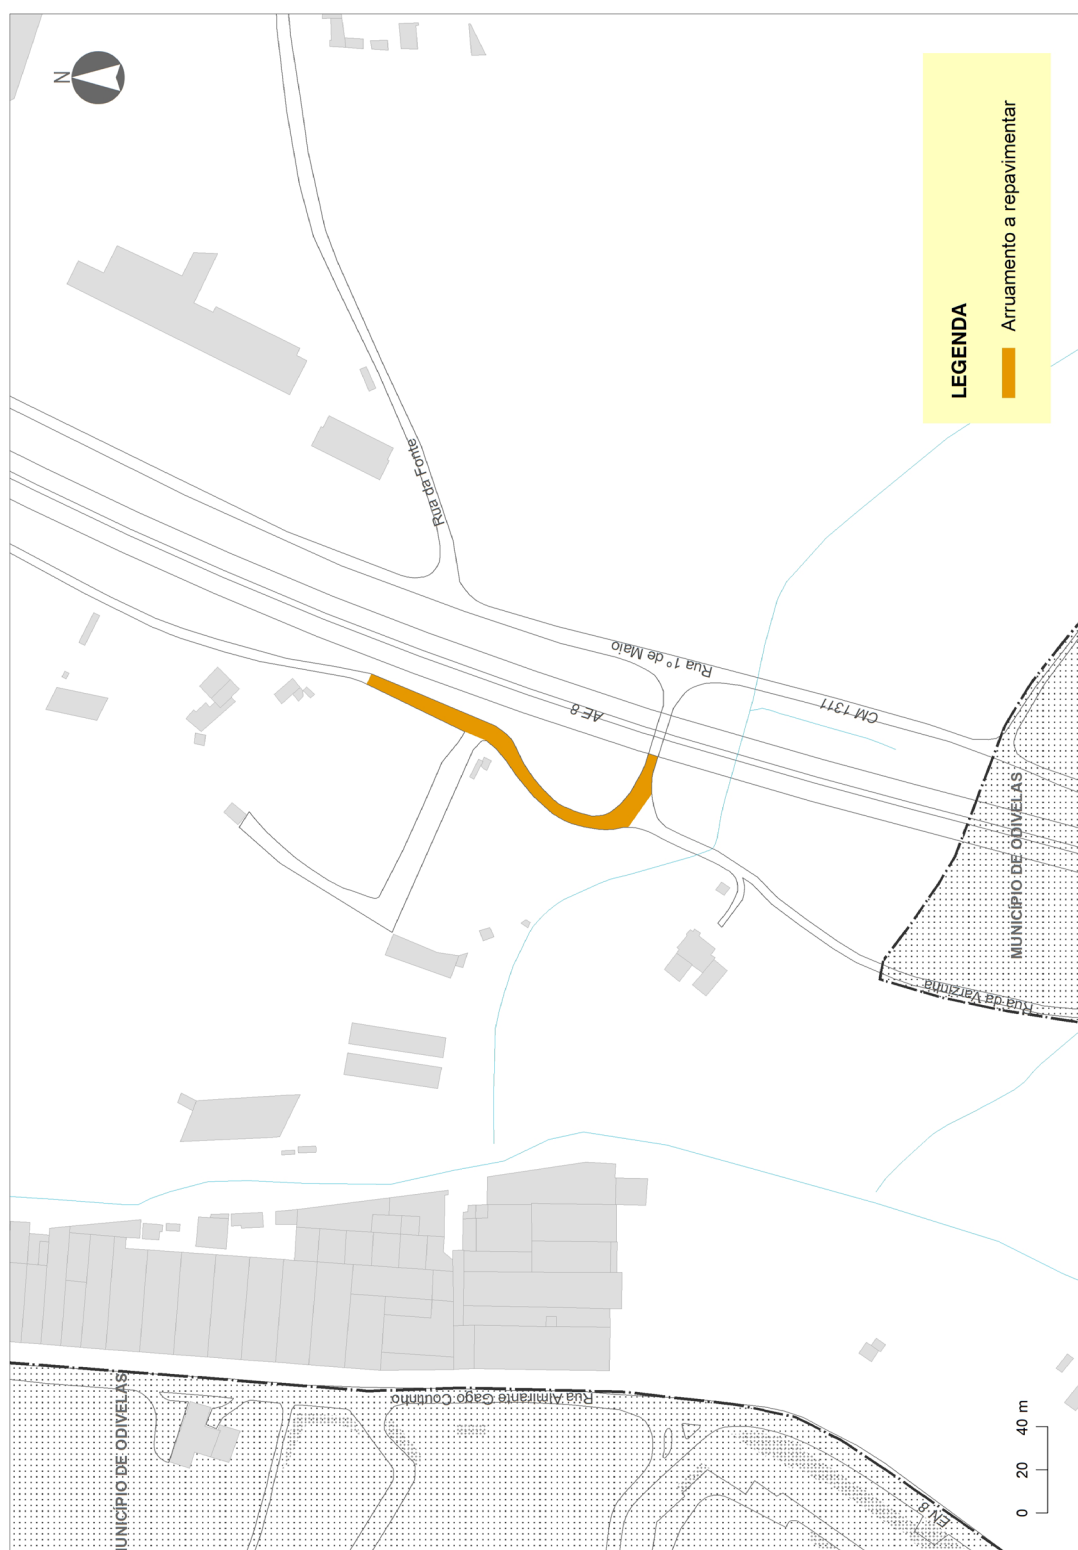 N
LEGENDA
Arruamento a repavimentar
Rua da Fonte
Rua 1º de Maio
AE 8
CM 1311
MUNICÍPIO DE ODIVELAS
Rua da Varzinha
MUNICÍPIO DE ODIVELAS
Rua Almirante Gago Coutinho
EN 8
0 20 40 m